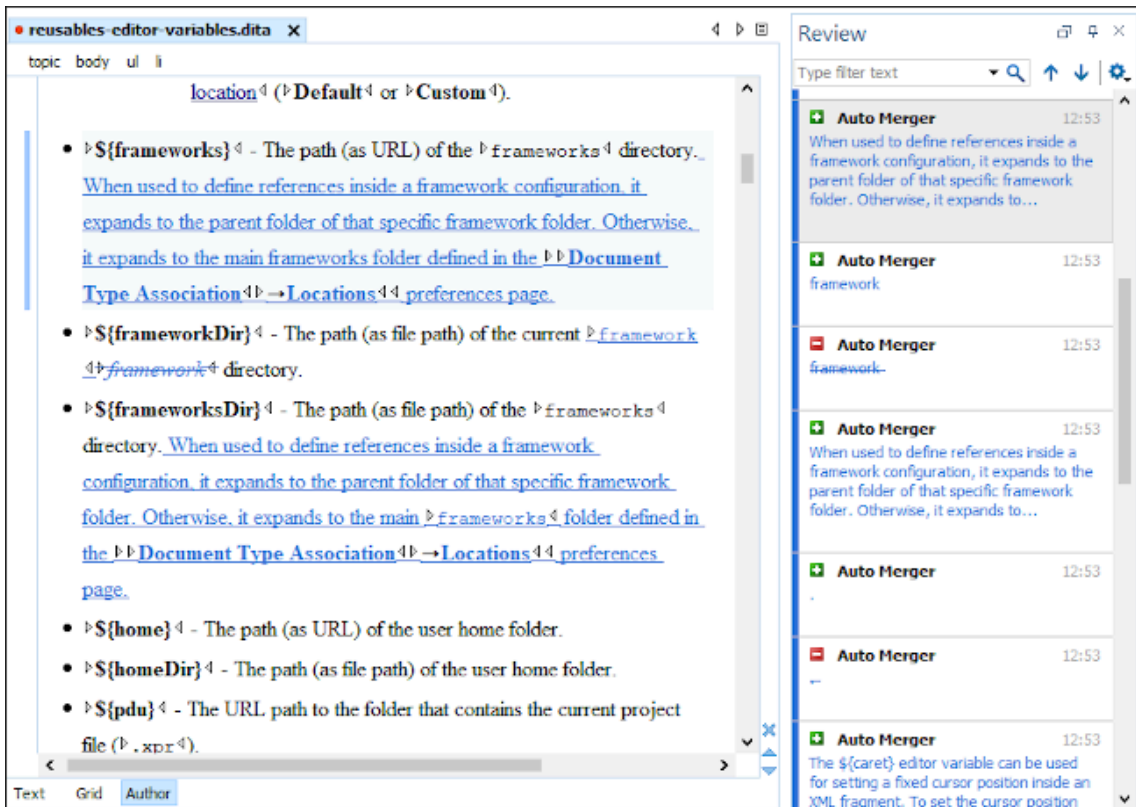 reusables-editor-variables.dita X
topic body ul li
location (Default or Custom).
${frameworks} - The path (as URL) of the frameworks directory.
When used to define references inside a framework configuration, it
expands to the parent folder of that specific framework folder. Otherwise,
it expands to the main frameworks folder defined in the Document
Type Association → Locations preferences page.
${frameworkDir} - The path (as file path) of the current framework
framework directory.
${frameworksDir} - The path (as file path) of the frameworks
directory. When used to define references inside a framework
configuration, it expands to the parent folder of that specific framework
folder. Otherwise, it expands to the main frameworks folder defined in
the Document Type Association → Locations preferences
page.
${home} - The path (as URL) of the user home folder.
${homeDir} - The path (as file path) of the user home folder.
${pdu} - The URL path to the folder that contains the current project
file (.xpr).
Text Grid Author
Review
Type filter text
Auto Merger 12:53
When used to define references inside a
framework configuration, it expands to the
parent folder of that specific framework
folder. Otherwise, it expands to...
Auto Merger 12:53
framework
Auto Merger 12:53
framework
Auto Merger 12:53
When used to define references inside a
framework configuration, it expands to the
parent folder of that specific framework
folder. Otherwise, it expands to...
Auto Merger 12:53
.
Auto Merger 12:53
Auto Merger 12:53
The ${caret} editor variable can be used
for setting a fixed cursor position inside an
XML fragment. To set the cursor position